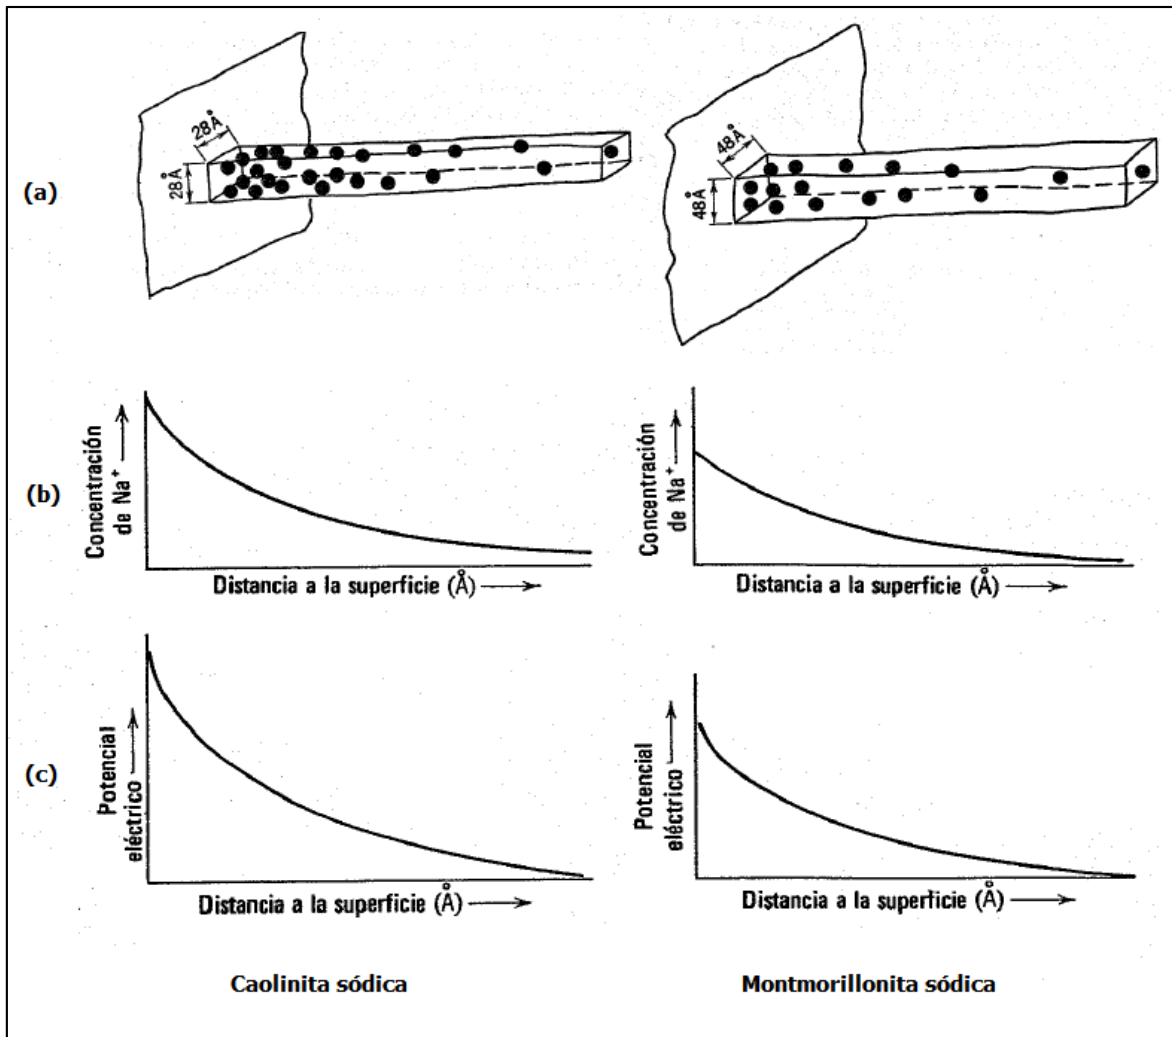 (a)
28Å
28Å
48Å
48Å
(b)
Concentración
de Na⁺
Distancia a la superficie (Å)
Concentración
de Na⁺
Distancia a la superficie (Å)
(c)
Potencial
eléctrico
Distancia a la superficie (Å)
Potencial
eléctrico
Distancia a la superficie (Å)
Caolinita sódica
Montmorillonita sódica